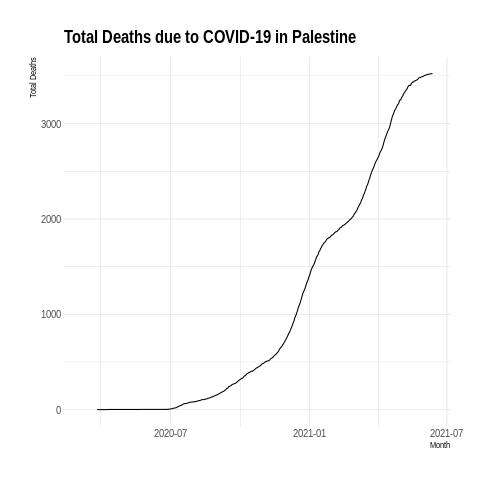 Total Deaths due to COVID-19 in Palestine
Total Deaths
3000
2000
1000
0
2020-07
2021-01
2021-07
Month